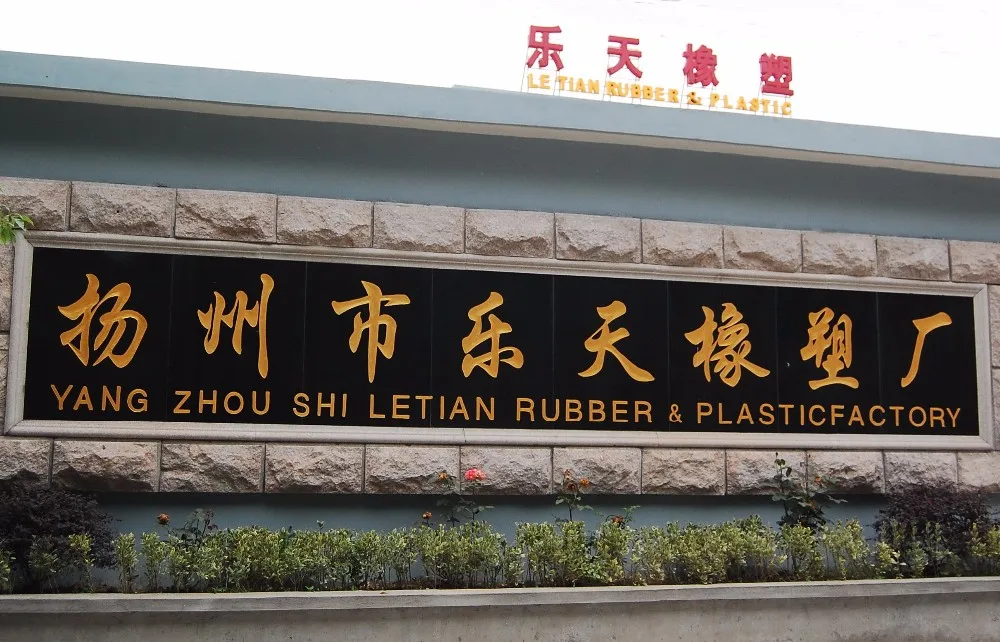 乐天橡塑
LE TIAN RUBBER & PLASTIC
扬州市乐天橡塑厂
YANG ZHOU SHI LETIAN RUBBER & PLASTICFACTORY